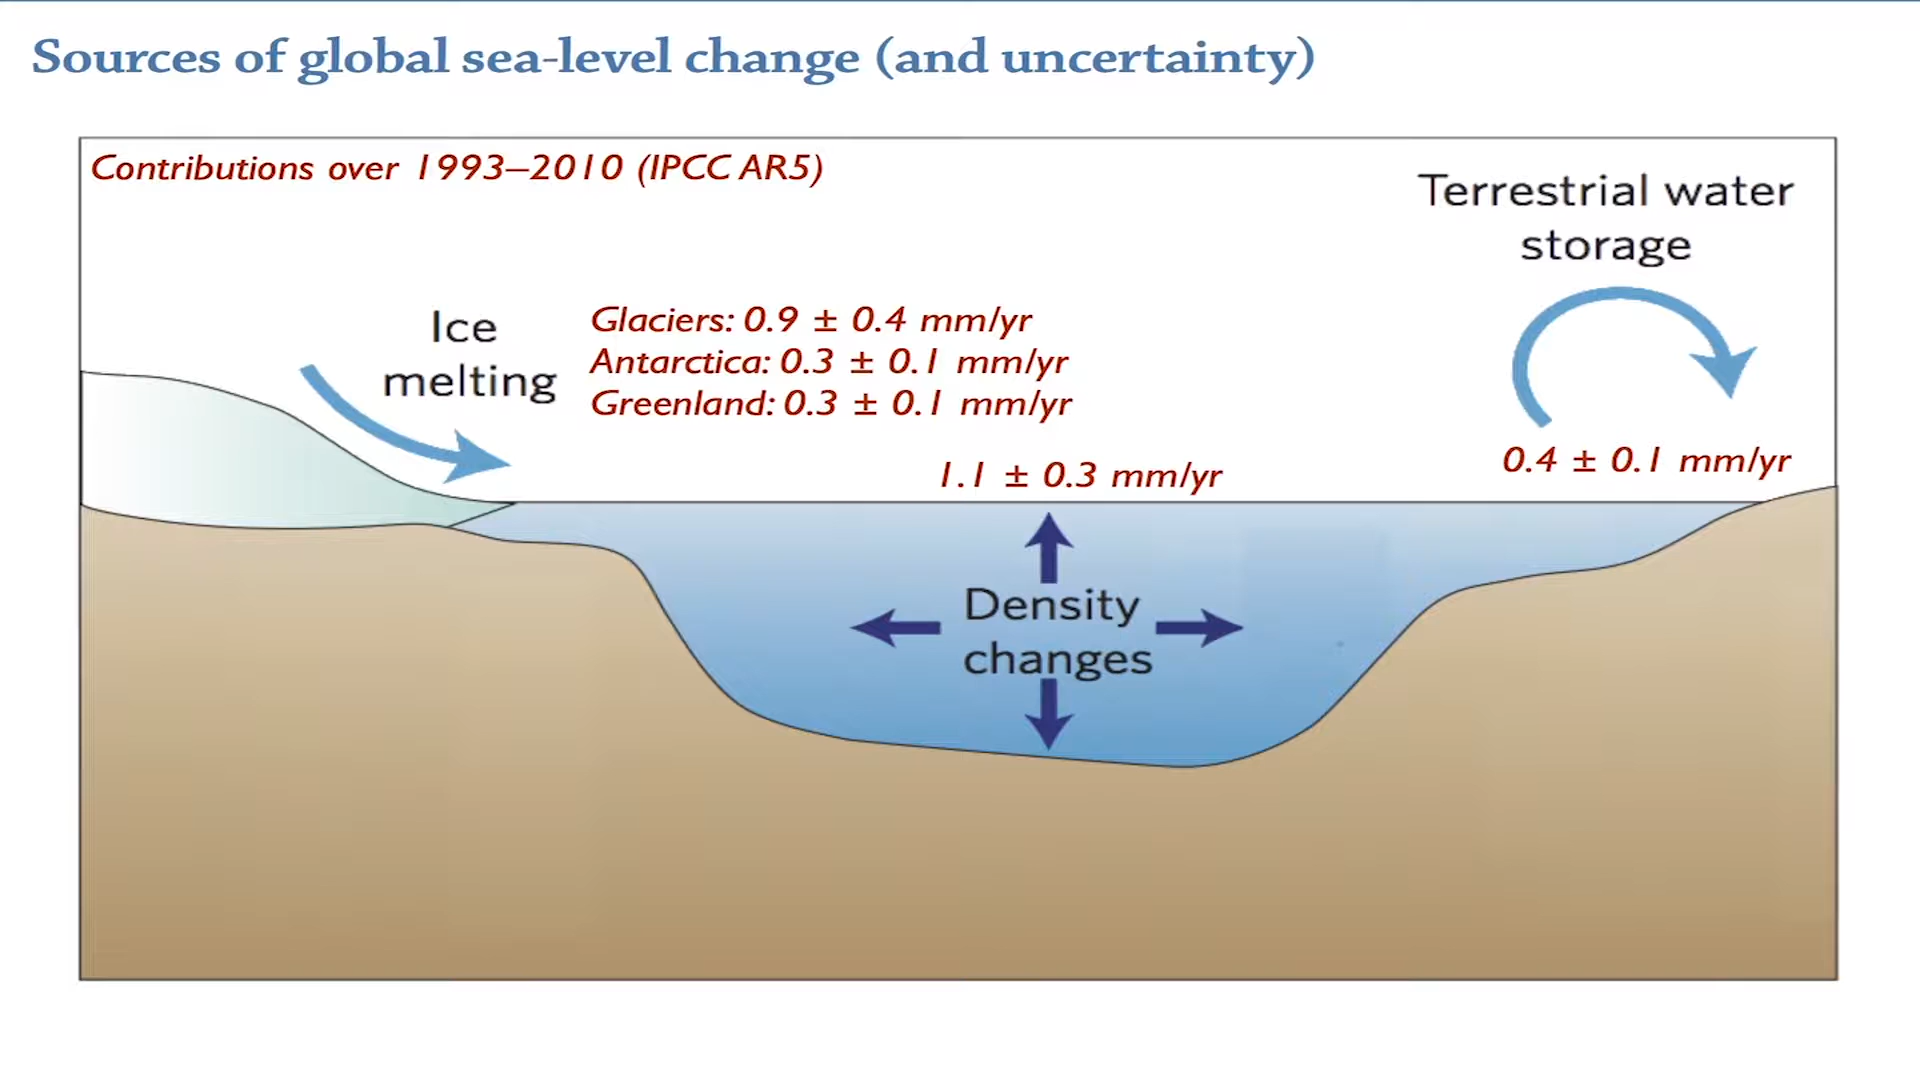 Sources of global sea-level change (and uncertainty)
Contributions over 1993–2010 (IPCC AR5)
Terrestrial water
storage
Ice
melting
Glaciers: 0.9 ± 0.4 mm/yr
Antarctica: 0.3 ± 0.1 mm/yr
Greenland: 0.3 ± 0.1 mm/yr
1.1 ± 0.3 mm/yr
0.4 ± 0.1 mm/yr
Density
changes